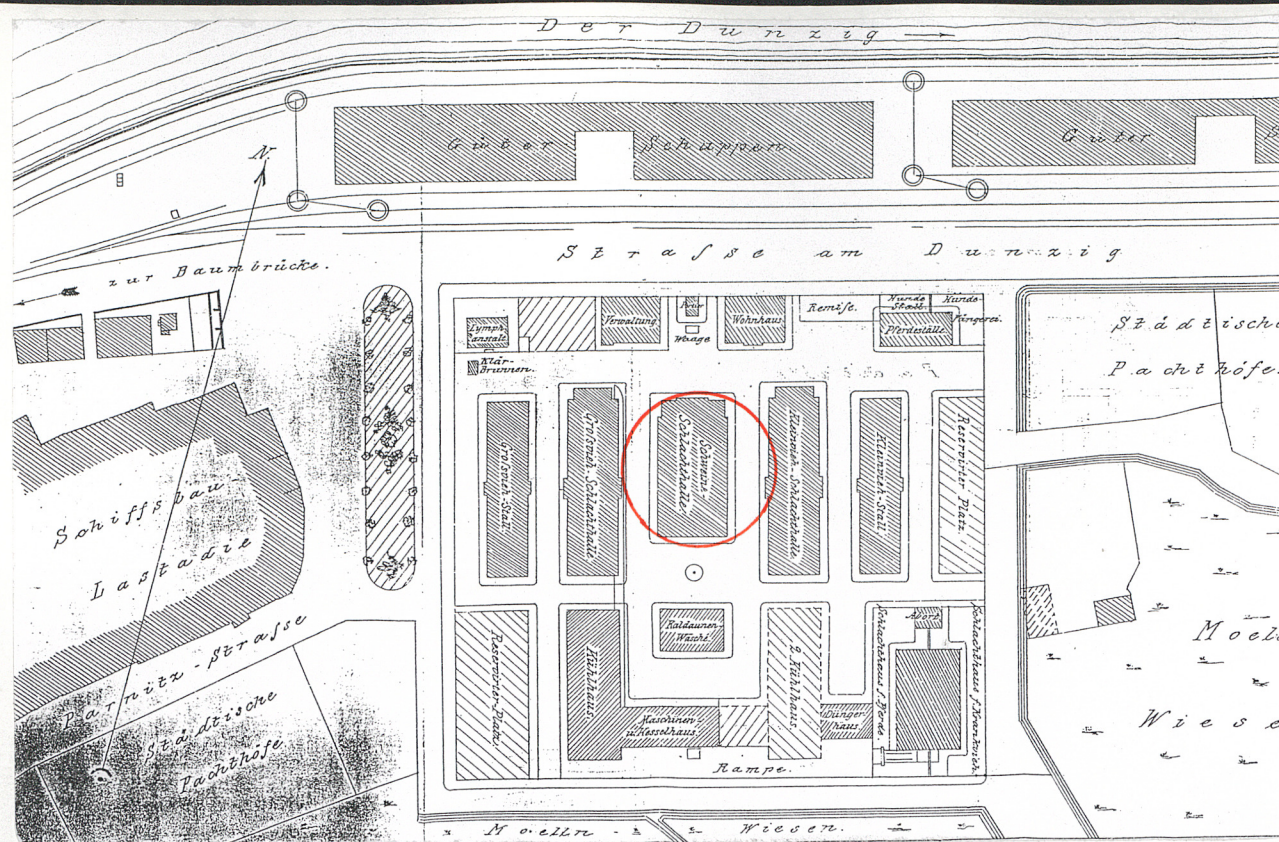 Der Dunzig
Güter Schuppen.
Güter
N.
Strasse am Dunzig
zur Baumbrücke.
Lymph-
anstalt
Verwaltung.
Waage
Wohnhaus
Remise.
Hunde
Stall
Hunde-
Fängerei.
Pferdeställe
Städtische
Pachthöfe.
Klär-
Brunnen.
Grossvieh-Stall
Grossvieh-Schlachthalle
Schweine-
Schlachthalle
Kleinvieh-Schlachthalle
Kleinvieh-Stall
Reservirter Platz.
Schiffsbau-
Lastadie
Parnitz-Strasse
Städtische
Pachthöfe
Reservirter-Platz.
Kühlhaus.
Kaldaunen-
Wäsche.
2. Kühlhaus.
Maschinen-
u. Kesselhaus.
Dünger-
haus.
Schlachthaus f. Pferde.
Abort
Schlachthaus f. Krankvieh.
Rampe.
Moelln-Wiesen.
Wiese